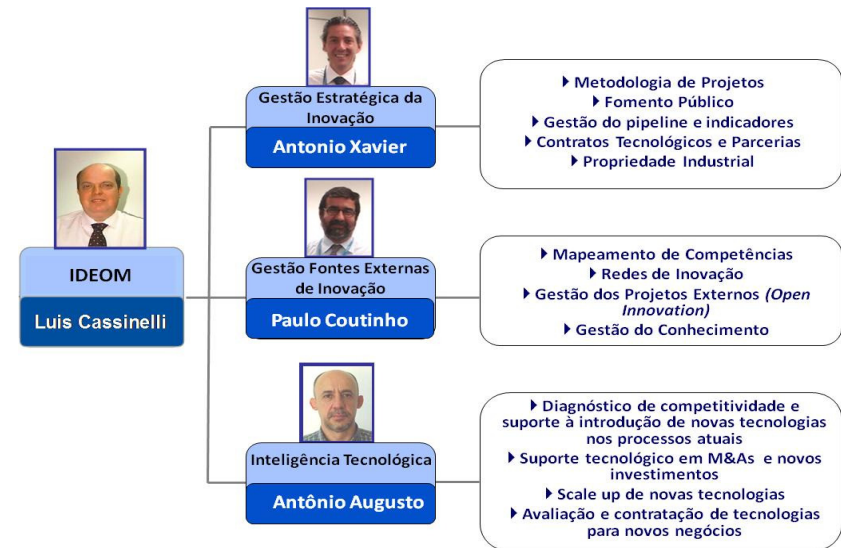 Gestão Estratégica da
Inovação
Antonio Xavier
Metodologia de Projetos
Fomento Público
Gestão do pipeline e indicadores
Contratos Tecnológicos e Parcerias
Propriedade Industrial
IDEOM
Luis Cassinelli
Gestão Fontes Externas
de Inovação
Paulo Coutinho
Mapeamento de Competências
Redes de Inovação
Gestão dos Projetos Externos (Open
Innovation)
Gestão do Conhecimento
Inteligência Tecnológica
Antônio Augusto
Diagnóstico de competitividade e
suporte à introdução de novas tecnologias
nos processos atuais
Suporte tecnológico em M&As e novos
investimentos
Scale up de novas tecnologias
Avaliação e contratação de tecnologias
para novos negócios